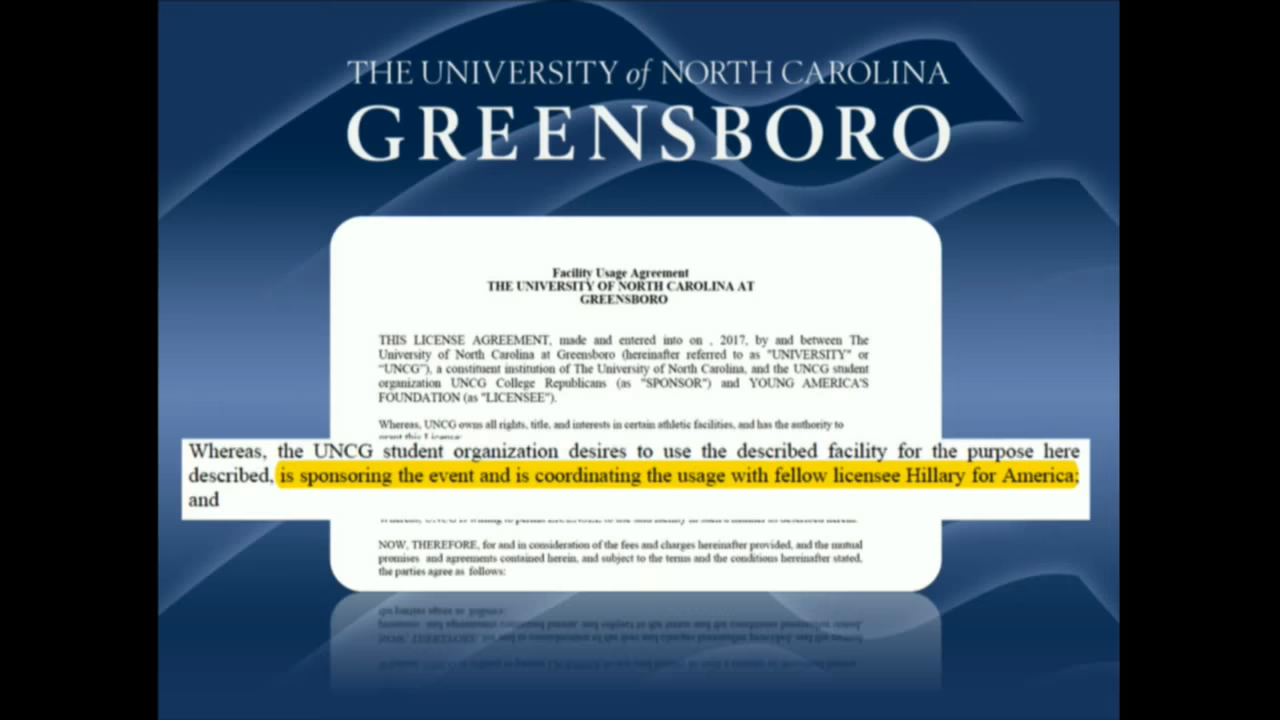 THE UNIVERSITY of NORTH CAROLINA
GREENSBORO
Facility Usage Agreement
THE UNIVERSITY OF NORTH CAROLINA AT
GREENSBORO
THIS LICENSE AGREEMENT, made and entered into on , 2017, by and between The
University of North Carolina at Greensboro (hereinafter referred to as "UNIVERSITY" or
"UNCG"), a constituent institution of The University of North Carolina, and the UNCG student
organization UNCG College Republicans (as "SPONSOR") and YOUNG AMERICA'S
FOUNDATION (as "LICENSEE").
Whereas, UNCG owns all rights, title, and interests in certain athletic facilities, and has the authority to
grant this License;
Whereas, the UNCG student organization desires to use the described facility for the purpose here
described, is sponsoring the event and is coordinating the usage with fellow licensee Hillary for America;
and
NOW, THEREFORE, for and in consideration of the fees and charges hereinafter provided, and the mutual
promises and agreements contained herein, and subject to the terms and the conditions hereinafter stated,
the parties agree as follows: